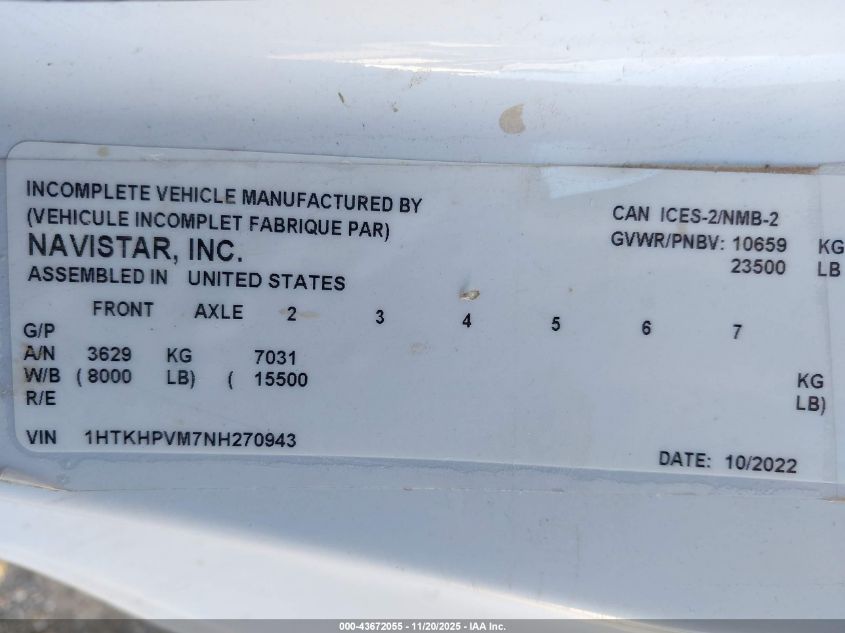 INCOMPLETE VEHICLE MANUFACTURED BY
(VEHICULE INCOMPLET FABRIQUE PAR)
NAVISTAR, INC.
ASSEMBLED IN UNITED STATES
CAN ICES-2/NMB-2
GVWR/PNBV: 10659 KG
23500 LB
FRONT AXLE 2 3 4 5 6 7
G/P
A/N 3629 KG 7031 KG
W/B ( 8000 LB) ( 15500 LB)
R/E
VIN 1HTKHPVM7NH270943
DATE: 10/2022
000-43672055 - 11/20/2025 - IAA Inc.